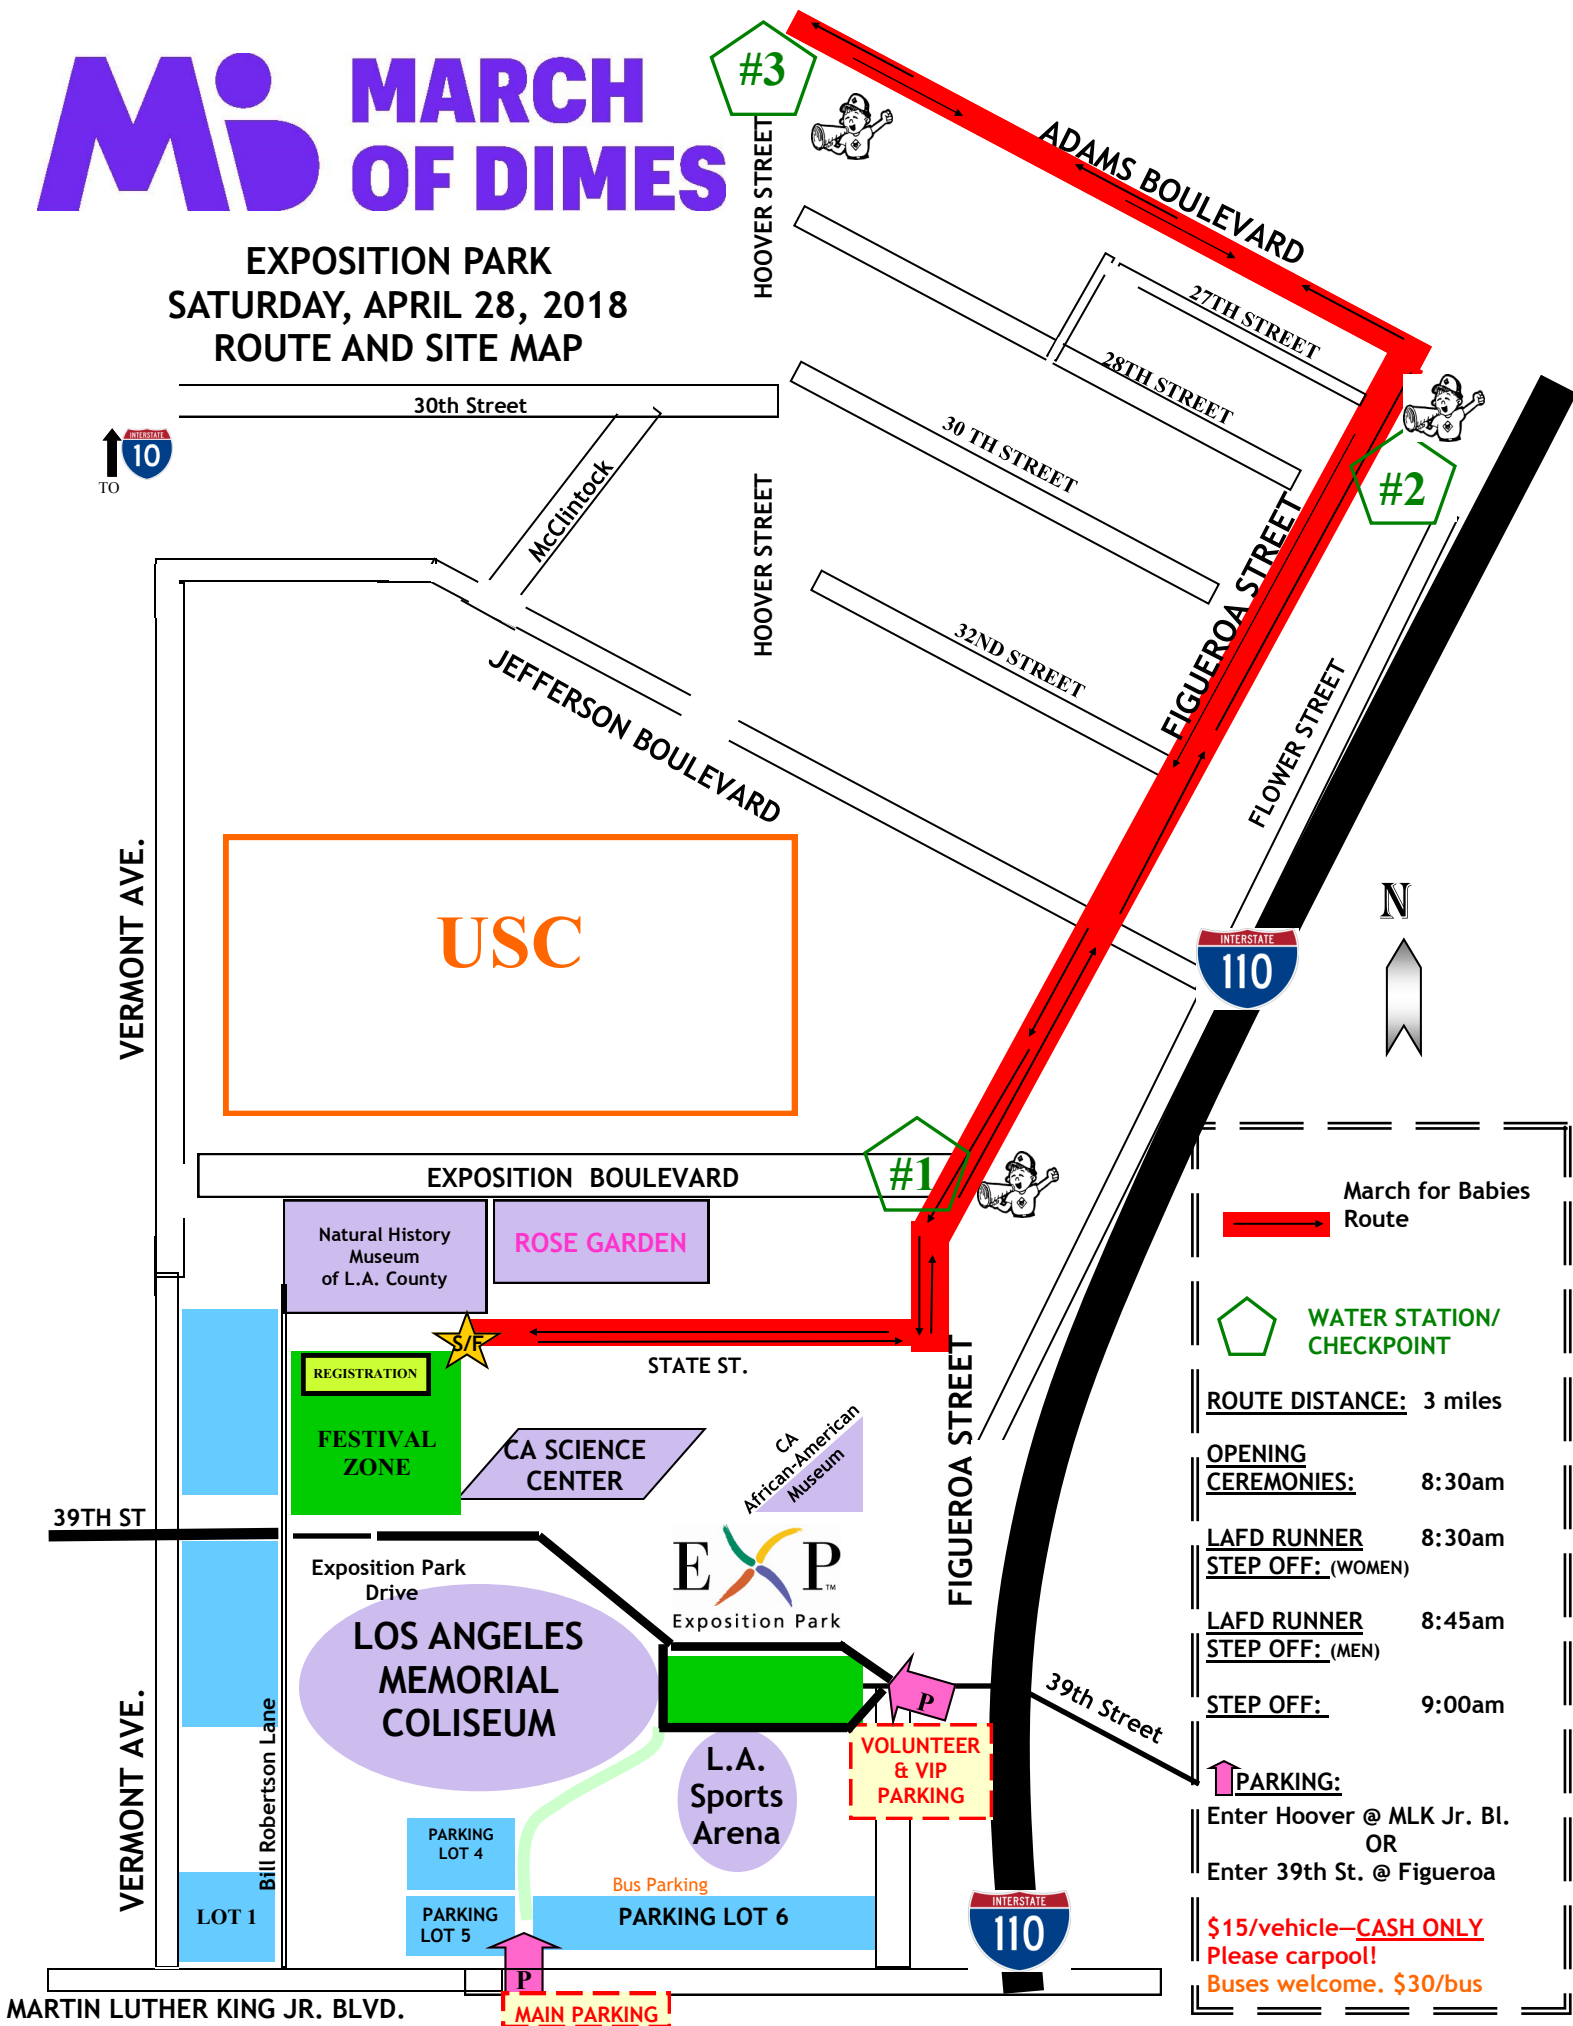 MARCH
OF DIMES
EXPOSITION PARK
SATURDAY, APRIL 28, 2018
ROUTE AND SITE MAP
#3
HOOVER STREET
ADAMS BOULEVARD
27TH STREET
28TH STREET
30th Street
30 TH STREET
INTERSTATE
10
TO
McClintock
HOOVER STREET
#2
FIGUEROA STREET
32ND STREET
JEFFERSON BOULEVARD
FLOWER STREET
VERMONT AVE.
USC
N
INTERSTATE
110
EXPOSITION BOULEVARD
#1
Natural History
Museum
of L.A. County
ROSE GARDEN
S/F
STATE ST.
REGISTRATION
FESTIVAL
ZONE
CA SCIENCE
CENTER
CA
African-American
Museum
FIGUEROA STREET
39TH ST
Exposition Park
Drive
EXP™
Exposition Park
LOS ANGELES
MEMORIAL
COLISEUM
P
39th Street
VOLUNTEER
& VIP
PARKING
L.A.
Sports
Arena
VERMONT AVE.
Bill Robertson Lane
PARKING
LOT 4
Bus Parking
LOT 1
PARKING
LOT 5
PARKING LOT 6
INTERSTATE
110
P
MARTIN LUTHER KING JR. BLVD.
MAIN PARKING
March for Babies
Route
WATER STATION/
CHECKPOINT
ROUTE DISTANCE: 3 miles
OPENING
CEREMONIES: 8:30am
LAFD RUNNER 8:30am
STEP OFF: (WOMEN)
LAFD RUNNER 8:45am
STEP OFF: (MEN)
STEP OFF: 9:00am
PARKING:
Enter Hoover @ MLK Jr. Bl.
OR
Enter 39th St. @ Figueroa
$15/vehicle—CASH ONLY
Please carpool!
Buses welcome. $30/bus